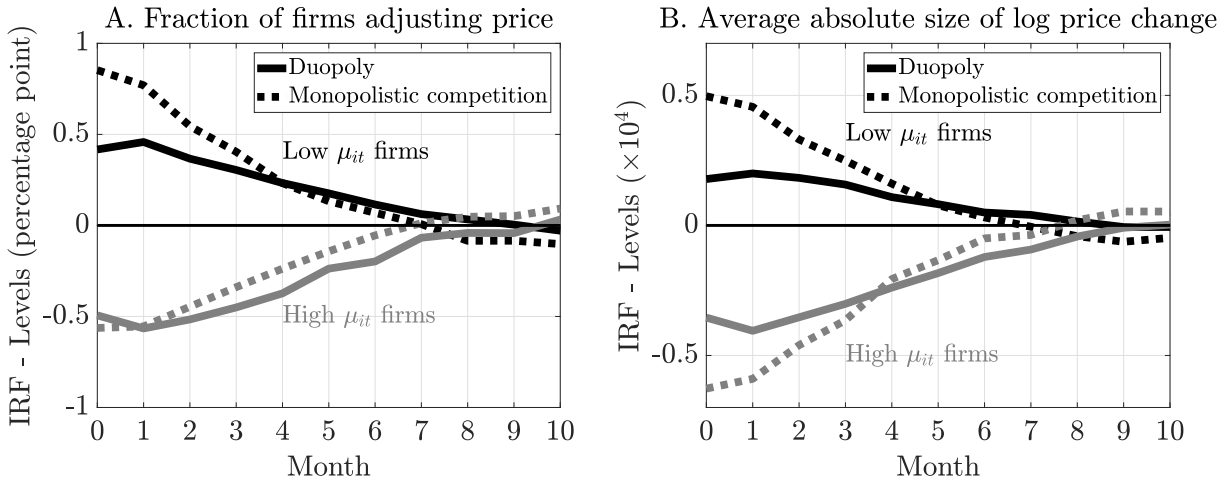 A. Fraction of firms adjusting price
IRF - Levels (percentage point)
1
0.5
0
-0.5
-1
Duopoly
Monopolistic competition
Low μ_it firms
High μ_it firms
0 1 2 3 4 5 6 7 8 9 10
Month
B. Average absolute size of log price change
IRF - Levels (×10⁴)
0.5
0
-0.5
Duopoly
Monopolistic competition
Low μ_it firms
High μ_it firms
0 1 2 3 4 5 6 7 8 9 10
Month